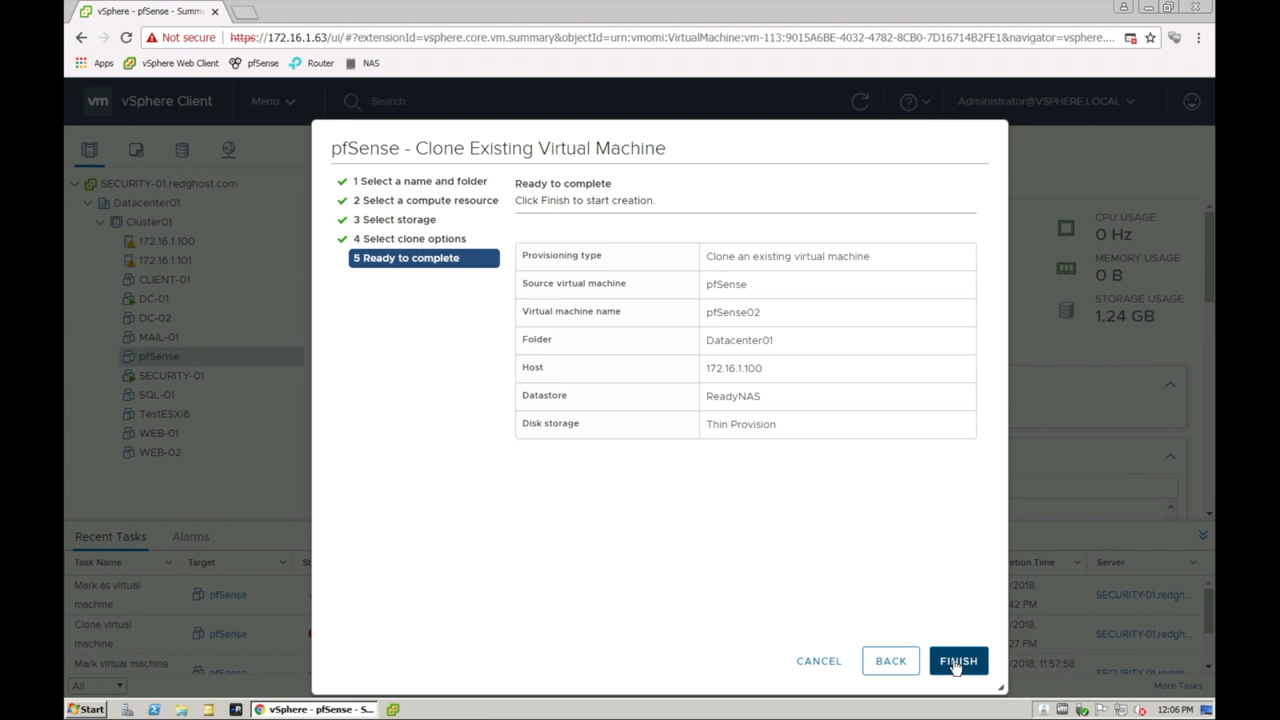 vSphere - pfSense - Summ
Not secure https://172.16.1.63/ui/#?extensionId=vsphere.core.vm.summary&objectId=urn:vmomi:VirtualMachine:vm-113:9015A6BE-4032-4782-8CB0-7D16714B2FE1&navigator=vsphere....
Apps vSphere Web Client pfSense Router NAS
vm vSphere Client Menu Search Administrator@VSPHERE.LOCAL
SECURITY-01.redghost.com
Datacenter01
Cluster01
172.16.1.100
172.16.1.101
CLIENT-01
DC-01
DC-02
MAIL-01
pfSense
SECURITY-01
SQL-01
TestESXi6
WEB-01
WEB-02
pfSense - Clone Existing Virtual Machine
1 Select a name and folder
2 Select a compute resource
3 Select storage
4 Select clone options
5 Ready to complete
Ready to complete
Click Finish to start creation.
Provisioning type Clone an existing virtual machine
Source virtual machine pfSense
Virtual machine name pfSense02
Folder Datacenter01
Host 172.16.1.100
Datastore ReadyNAS
Disk storage Thin Provision
CANCEL BACK FINISH
CPU USAGE
0 Hz
MEMORY USAGE
0 B
STORAGE USAGE
1.24 GB
Recent Tasks Alarms
Task Name Target St etion Time Server
Mark as virtual
machine
pfSense
/2018,
42 PM
SECURITY-01.redgh...
Clone virtual
machine
pfSense
/2018,
27 PM
SECURITY-01.redgh...
Mark virtual machine
pfSense
/2018, 11:57:58
SECURITY-01.redgh...
All More Tasks
Start vSphere - pfSense - S... 12:06 PM